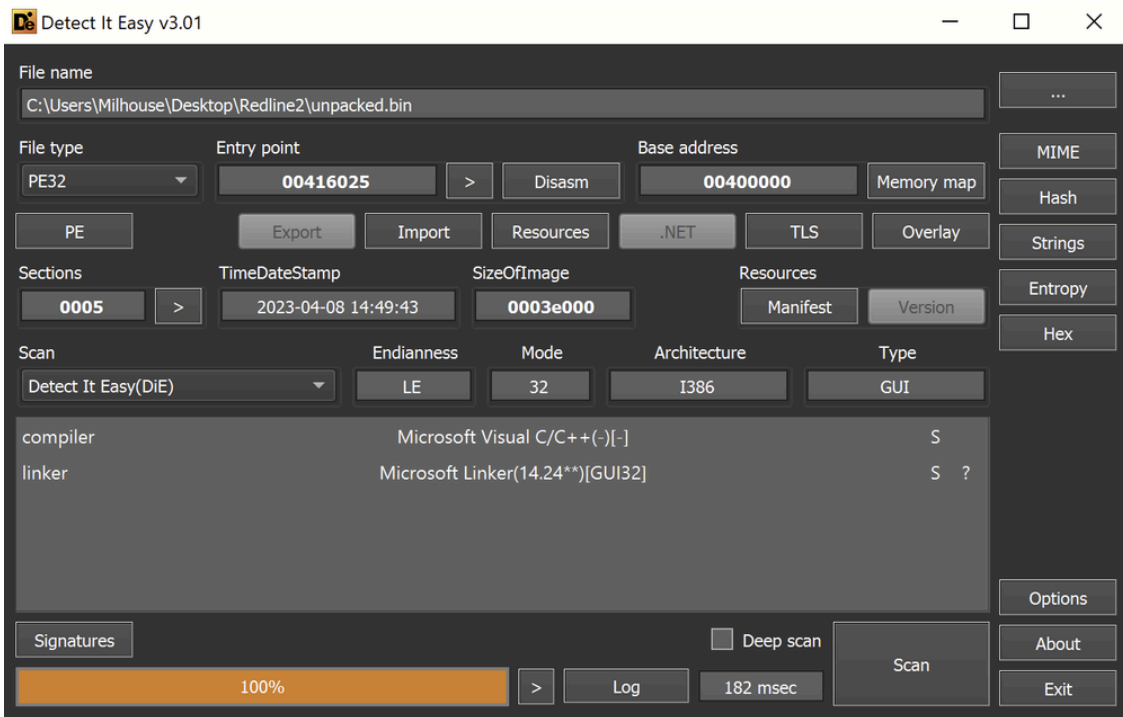 Detect It Easy v3.01
File name
C:\Users\Milhouse\Desktop\Redline2\unpacked.bin
...
File type Entry point Base address
PE32 00416025 > Disasm 00400000 Memory map
MIME
Hash
PE Export Import Resources .NET TLS Overlay
Strings
Sections TimeDateStamp SizeOfImage Resources
0005 > 2023-04-08 14:49:43 0003e000 Manifest Version
Entropy
Hex
Scan Endianness Mode Architecture Type
Detect It Easy(DiE) LE 32 I386 GUI
compiler Microsoft Visual C/C++(-)[-] S
linker Microsoft Linker(14.24**)[GUI32] S ?
Options
Signatures Deep scan Scan About
100% > Log 182 msec Exit